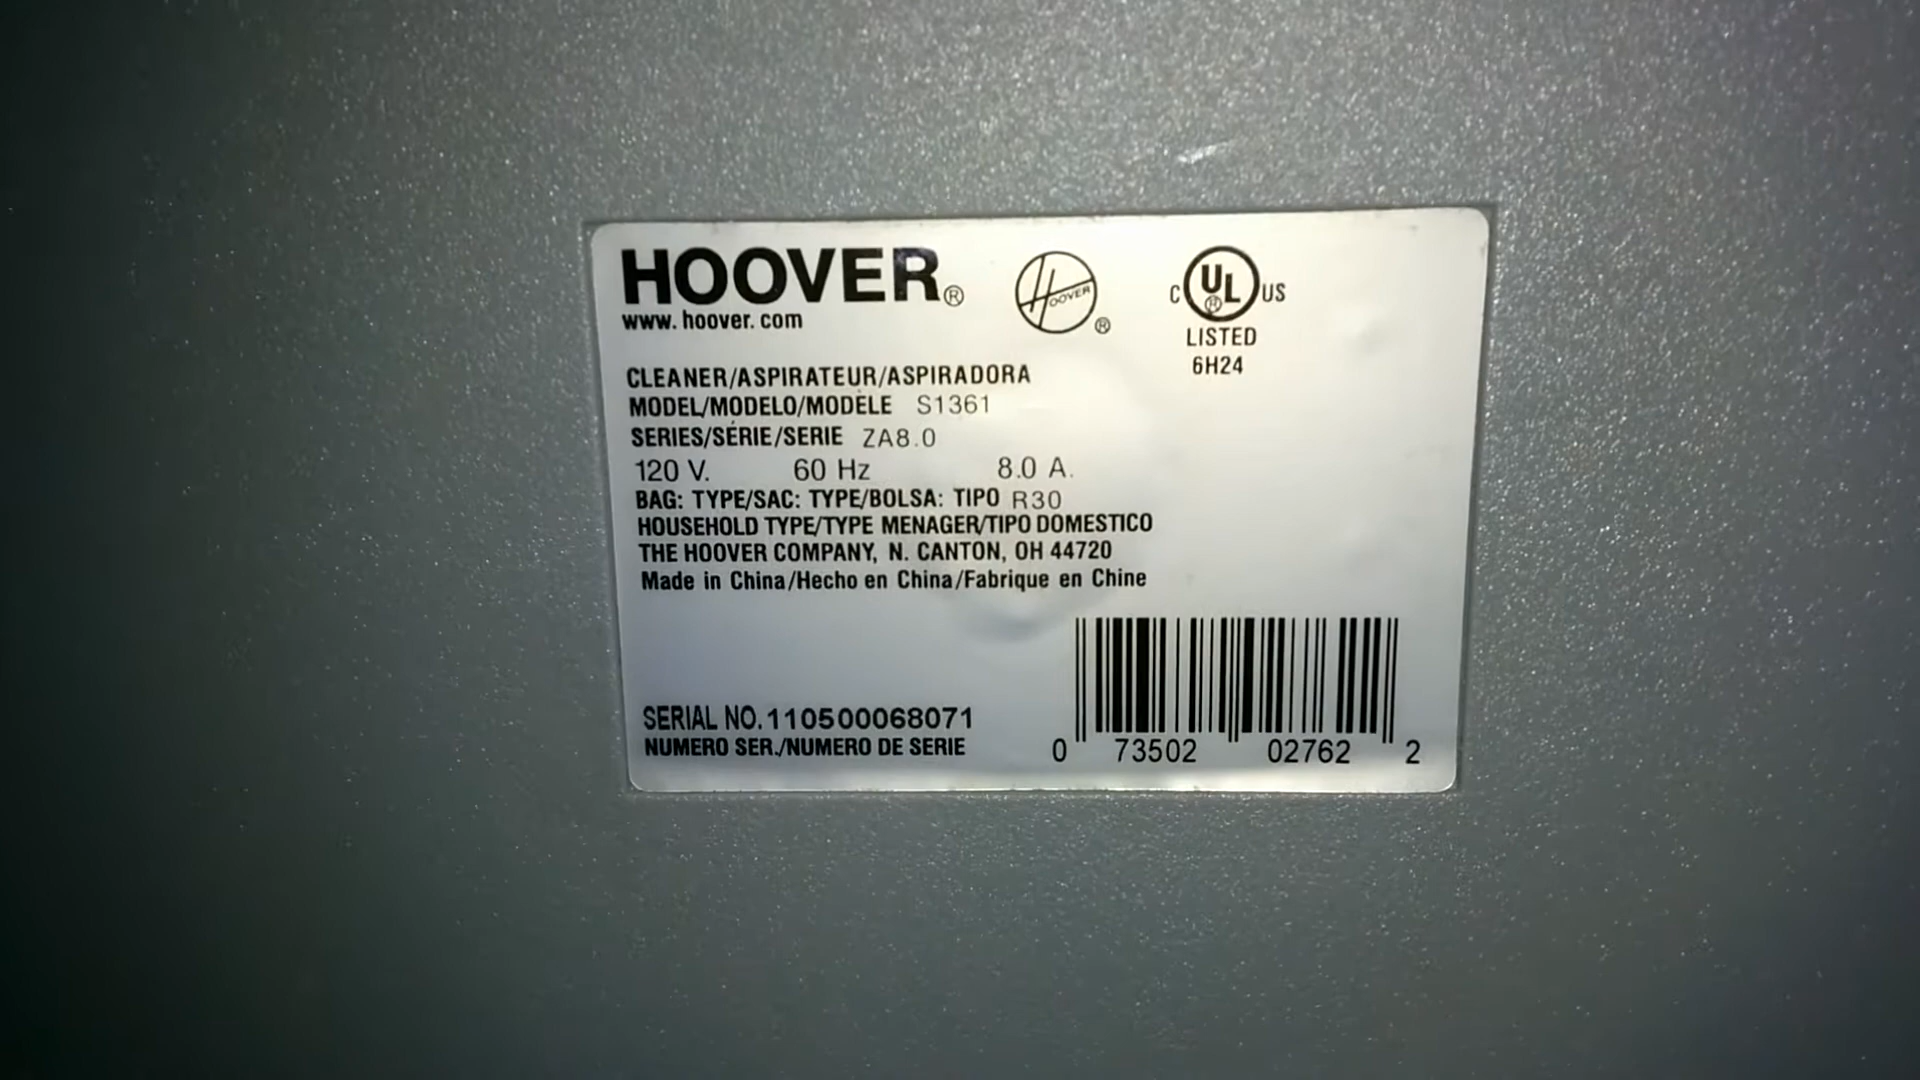 HOOVER®
www.hoover.com
HOOVER ®
C UL® US
LISTED
6H24
CLEANER/ASPIRATEUR/ASPIRADORA
MODEL/MODELO/MODÈLE S1361
SERIES/SÉRIE/SERIE ZA8.0
120 V. 60 Hz 8.0 A.
BAG: TYPE/SAC: TYPE/BOLSA: TIPO R30
HOUSEHOLD TYPE/TYPE MENAGER/TIPO DOMESTICO
THE HOOVER COMPANY, N. CANTON, OH 44720
Made in China/Hecho en China/Fabrique en Chine
SERIAL NO. 110500068071
NUMERO SER./NUMERO DE SERIE
0 73502 02762 2